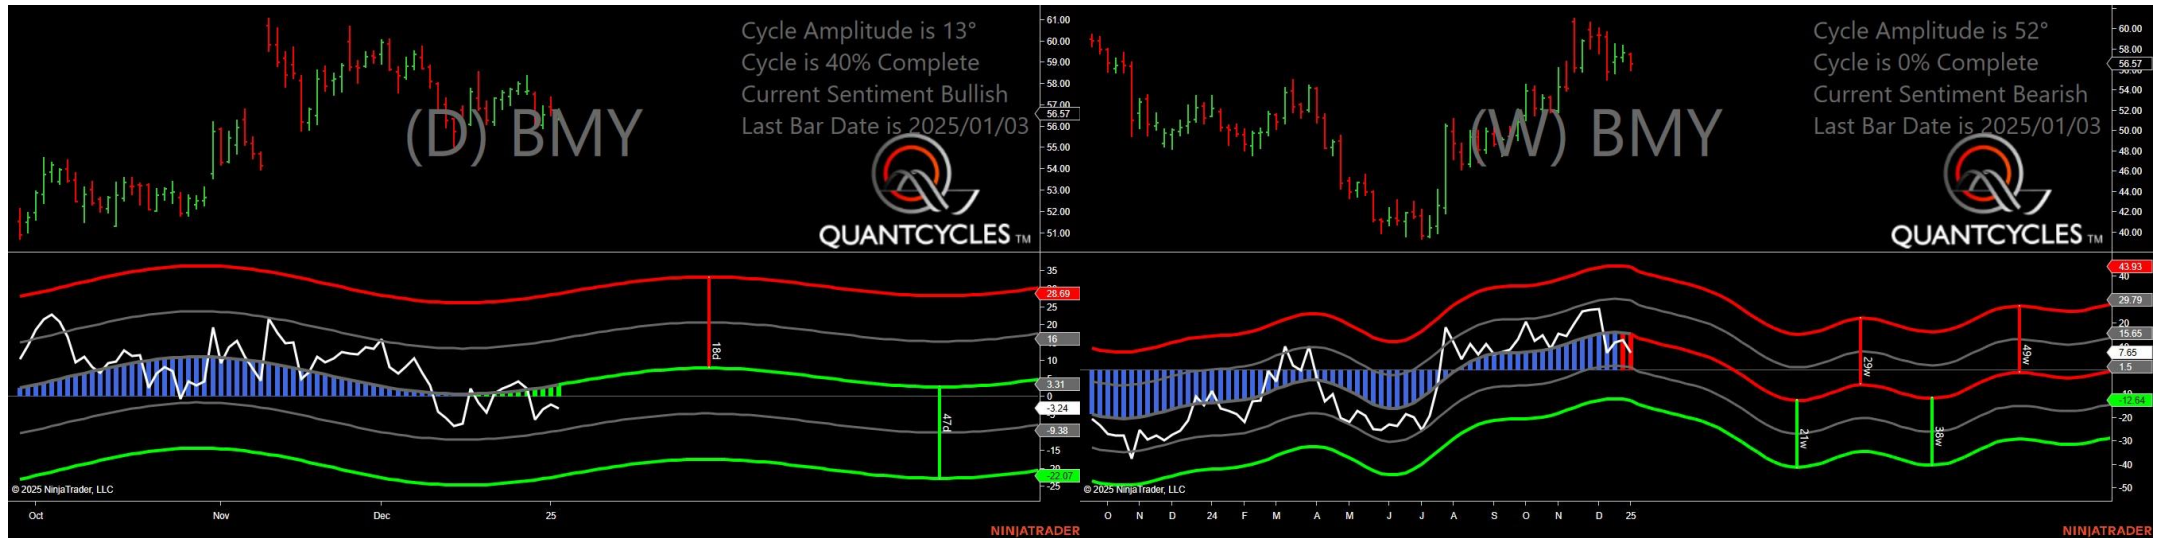 Cycle Amplitude is 13°
Cycle is 40% Complete
Current Sentiment Bullish
Last Bar Date is 2025/01/03
(D) BMY
QUANTCYCLES TM
61.00
60.00
59.00
58.00
57.00
56.57
56.00
55.00
54.00
53.00
52.00
51.00
35
28.69
25
20
16
10
5
3.31
0
-3.24
-9.38
-15
-20
-22.07
-25
18d
47d
© 2025 NinjaTrader, LLC
Oct
Nov
Dec
25
NINJATRADER
Cycle Amplitude is 52°
Cycle is 0% Complete
Current Sentiment Bearish
Last Bar Date is 2025/01/03
(W) BMY
QUANTCYCLES TM
60.00
58.00
56.57
56.00
54.00
52.00
50.00
48.00
46.00
44.00
42.00
40.00
43.93
40
29.79
20
15.65
7.65
1.5
-10
-12.64
-20
-30
-40
-50
21w
29w
38w
49w
© 2025 NinjaTrader, LLC
O
N
D
24
F
M
A
M
J
J
A
S
O
N
D
25
NINJATRADER